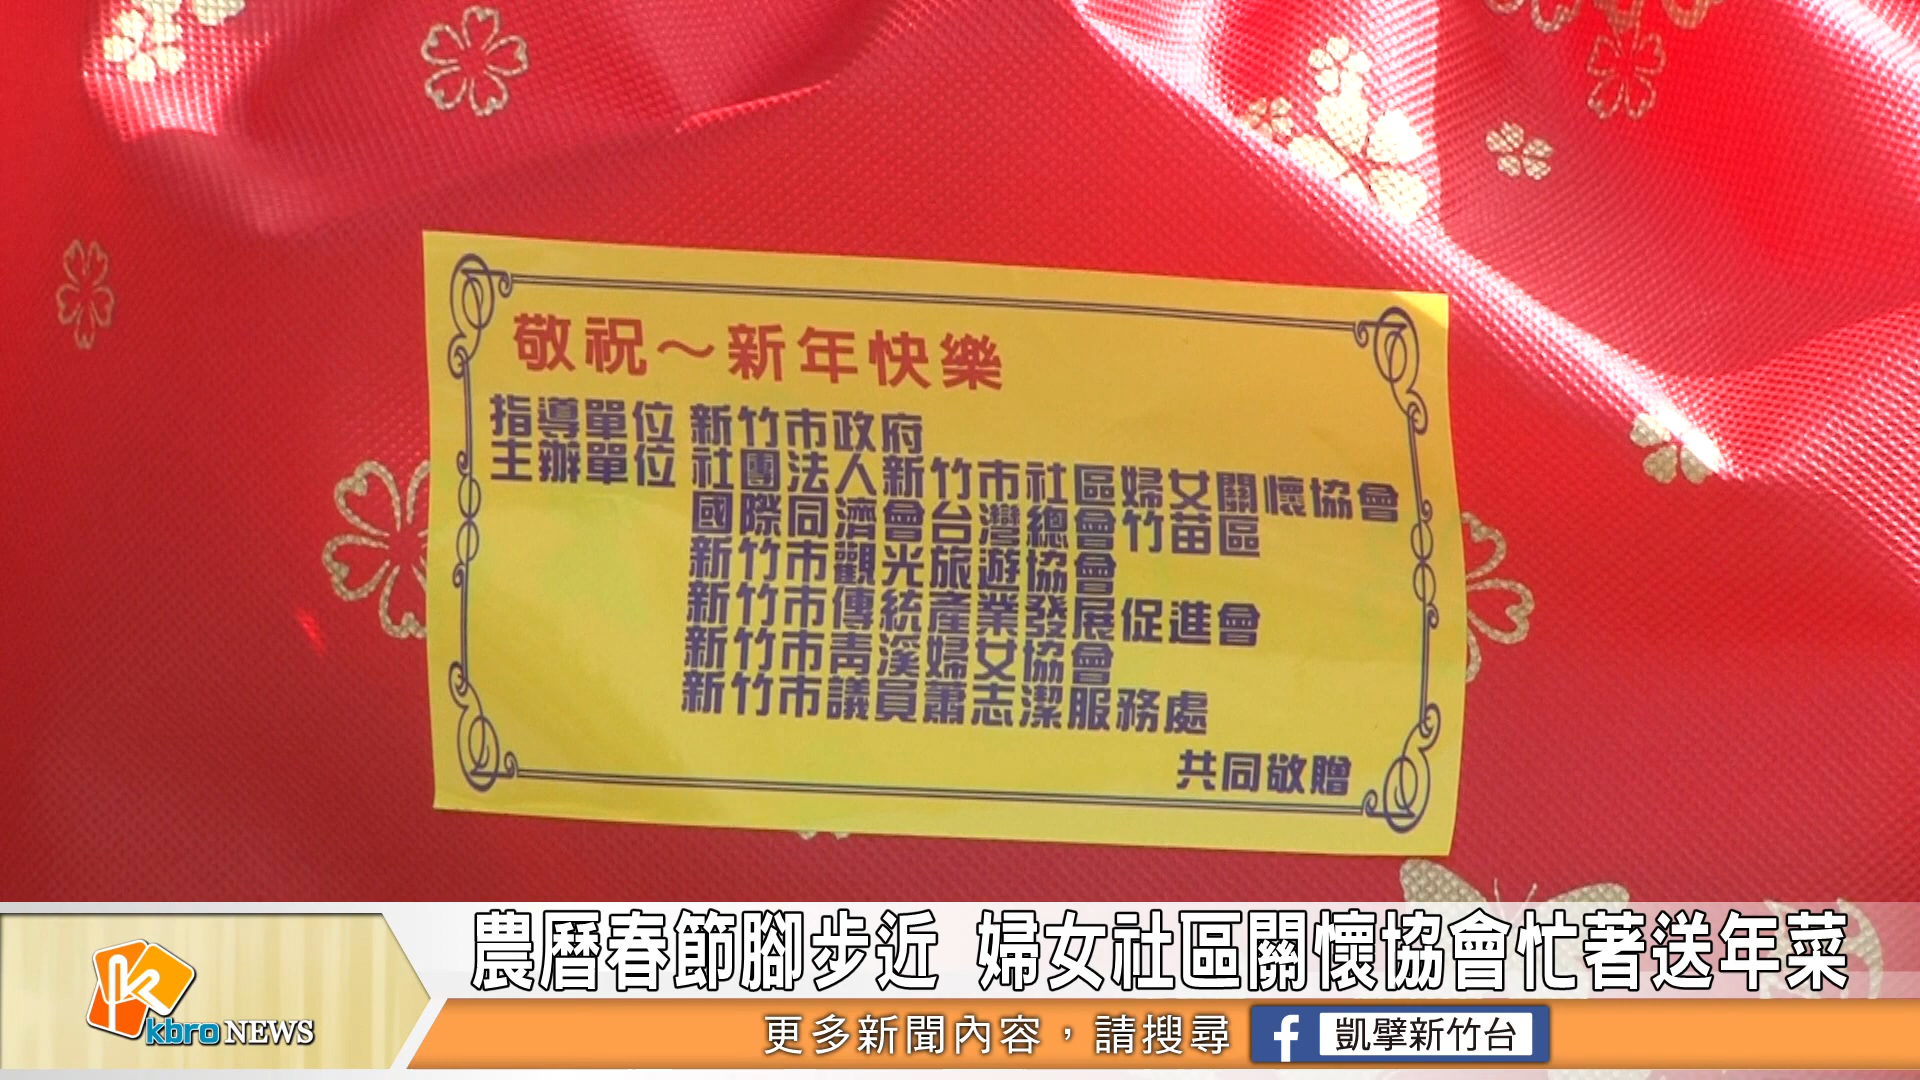 敬祝～新年快樂
指導單位 新竹市政府
主辦單位 社團法人新竹市社區婦女關懷協會
國際同濟會台灣總會竹苗區
新竹市觀光旅遊協會
新竹市傳統產業發展促進會
新竹市青溪婦女協會
新竹市議員蕭志潔服務處
共同敬贈
農曆春節腳步近 婦女社區關懷協會忙著送年菜
kbro NEWS
更多新聞內容，請搜尋 f 凱擘新竹台